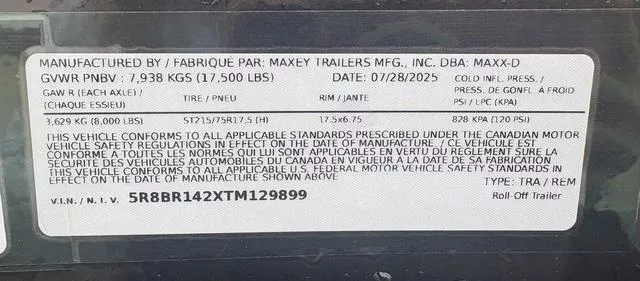 MANUFACTURED BY / FABRIQUÉ PAR: MAXEY TRAILERS MFG., INC. DBA: MAXX-D
GVWR PNBV : 7,938 KGS (17,500 LBS) DATE: 07/28/2025 COLD INFL. PRESS. /
GAW R (EACH AXLE) / TIRE / PNEU RIM / JANTE PRESS. DE GONFL. À FROID
(CHAQUE ESSIEU) PSI / LPC (KPA)
3,629 KG (8,000 LBS) ST215/75R17.5 (H) 17.5x6.75 828 KPA (120 PSI)
THIS VEHICLE CONFORMS TO ALL APPLICABLE STANDARDS PRESCRIBED UNDER THE CANADIAN MOTOR
VEHICLE SAFETY REGULATIONS IN EFFECT ON THE DATE OF MANUFACTURE. / CE VEHICULE EST
CONFORME A TOUTES LES NORMES QUI LUI SONT APPLICABLES EN VERTU DU REGLEMENT SUR LA
SECURITE DES VEHICULES AUTOMOBILES DU CANADA EN VIGUEUR A LA DATE DE SA FABRICATION
THIS VEHICLE CONFORMS TO ALL APPLICABLE U.S. FEDERAL MOTOR VEHICLE SAFETY STANDARDS IN
EFFECT ON THE DATE OF MANUFACTURE SHOWN ABOVE
TYPE: TRA / REM
V.I.N. / N. I. V. 5R8BR142XTM129899 Roll-Off Trailer